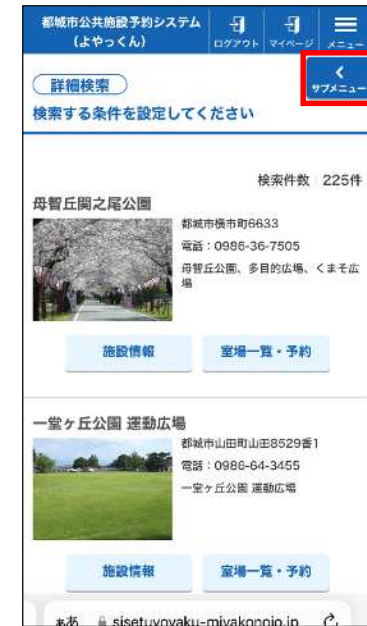 都城市公共施設予約システム
(よやっくん)
ログアウト
マイページ
メニュー
サブメニュー
詳細検索
検索する条件を設定してください
検索件数 225件
母智丘関之尾公園
都城市横市町6633
電話：0986-36-7505
母智丘公園、多目的広場、くまそ広
場
施設情報
室場一覧・予約
一堂ヶ丘公園 運動広場
都城市山田町山田8529番1
電話：0986-64-3455
一堂ヶ丘公園 運動広場
施設情報
室場一覧・予約
ああ
sisetuyoyaku-miyakonojo.jp